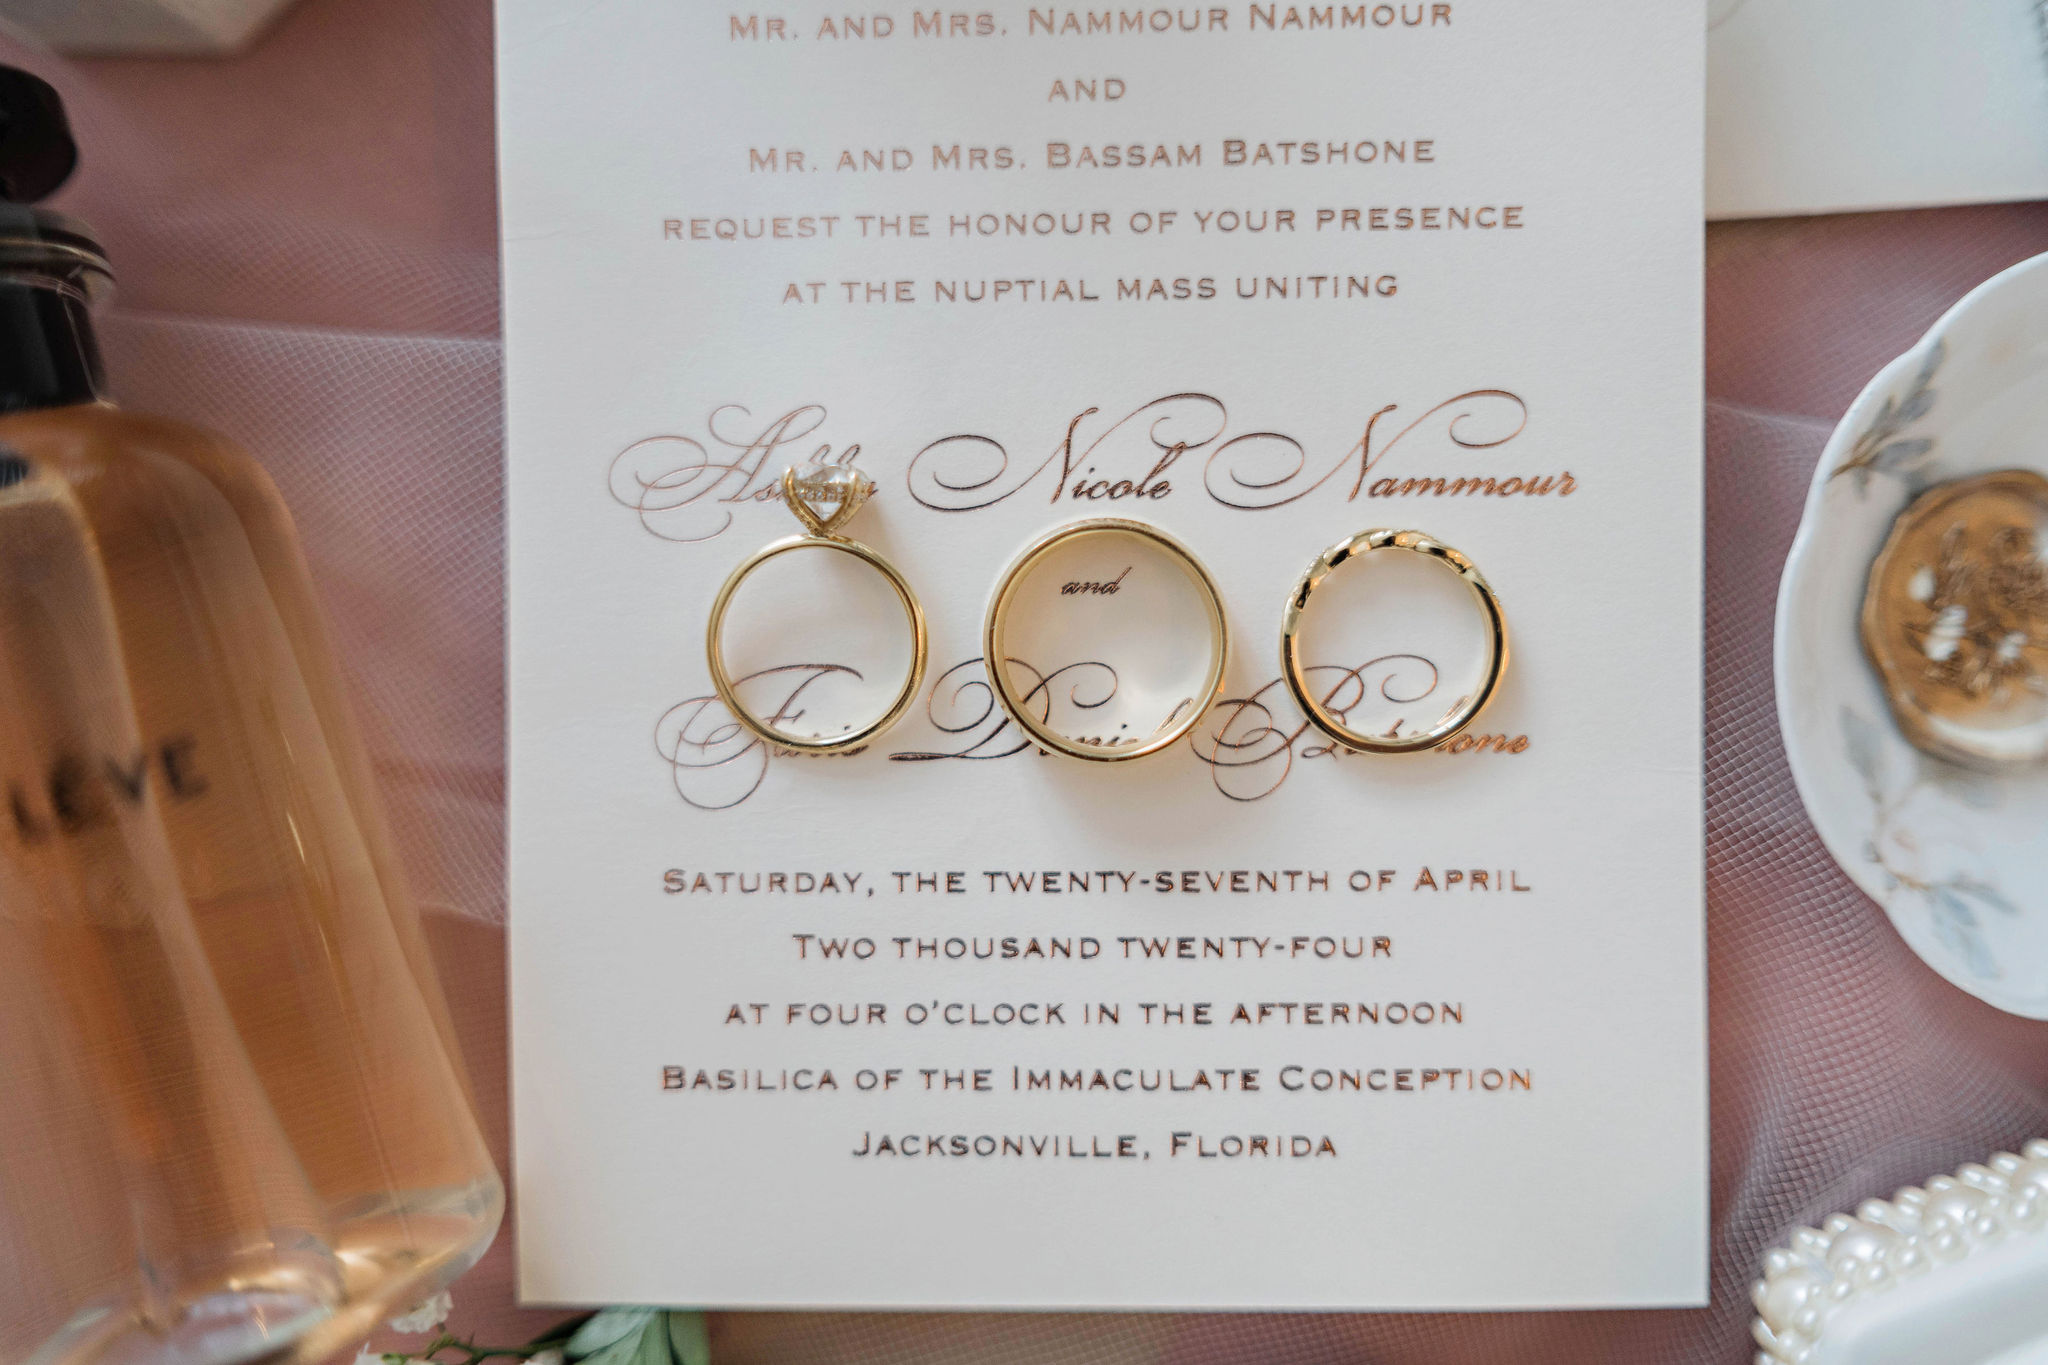 MR. AND MRS. NAMMOUR NAMMOUR
AND
MR. AND MRS. BASSAM BATSHONE
REQUEST THE HONOUR OF YOUR PRESENCE
AT THE NUPTIAL MASS UNITING
Nicole Nammour
and
Daniel Batshone
SATURDAY, THE TWENTY-SEVENTH OF APRIL
TWO THOUSAND TWENTY-FOUR
AT FOUR O'CLOCK IN THE AFTERNOON
BASILICA OF THE IMMACULATE CONCEPTION
JACKSONVILLE, FLORIDA